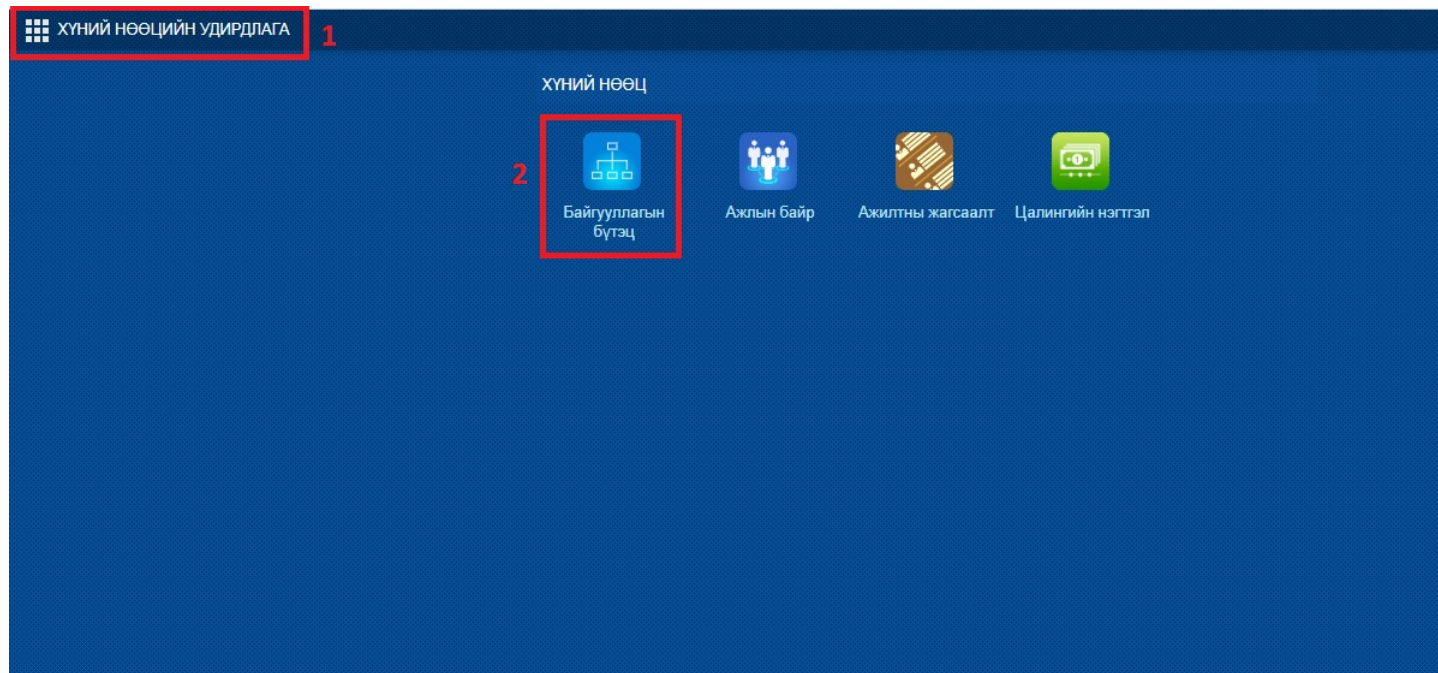 ХҮНИЙ НӨӨЦИЙН УДИРДЛАГА
1
ХҮНИЙ НӨӨЦ
2
Байгууллагын
бүтэц
Ажлын байр
Ажилтны жагсаалт
Цалингийн нэгтгэл